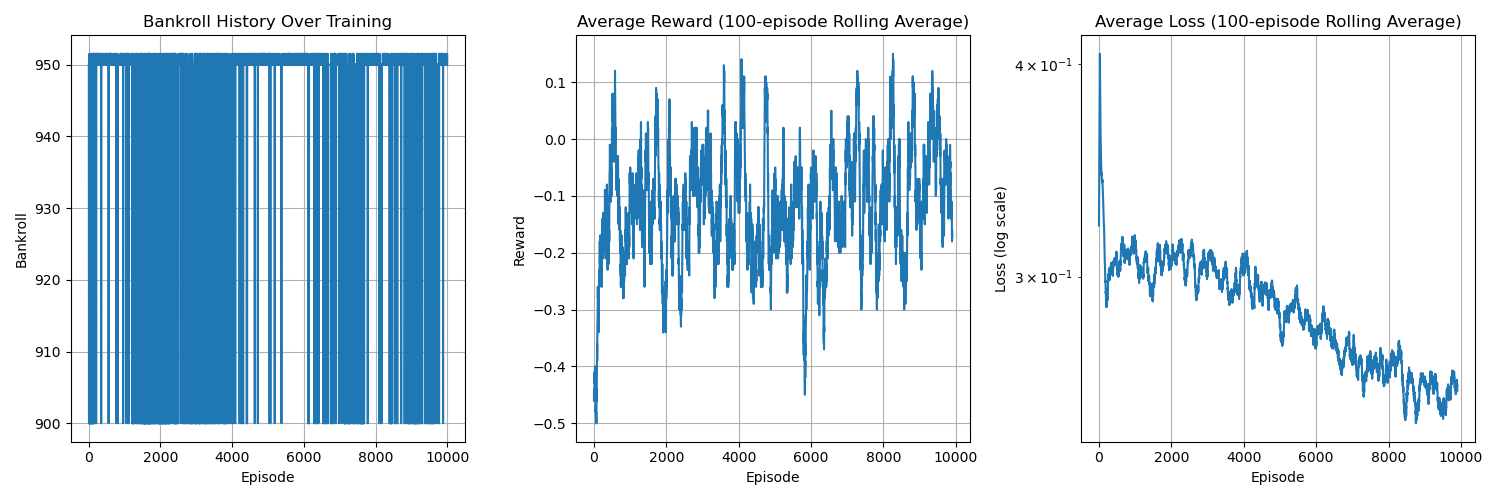 Bankroll History Over Training
950
940
930
920
910
900
Bankroll
0 2000 4000 6000 8000 10000
Episode
Average Reward (100-episode Rolling Average)
0.1
0.0
−0.1
−0.2
−0.3
−0.4
−0.5
Reward
0 2000 4000 6000 8000 10000
Episode
Average Loss (100-episode Rolling Average)
4 × 10⁻¹
3 × 10⁻¹
Loss (log scale)
0 2000 4000 6000 8000 10000
Episode